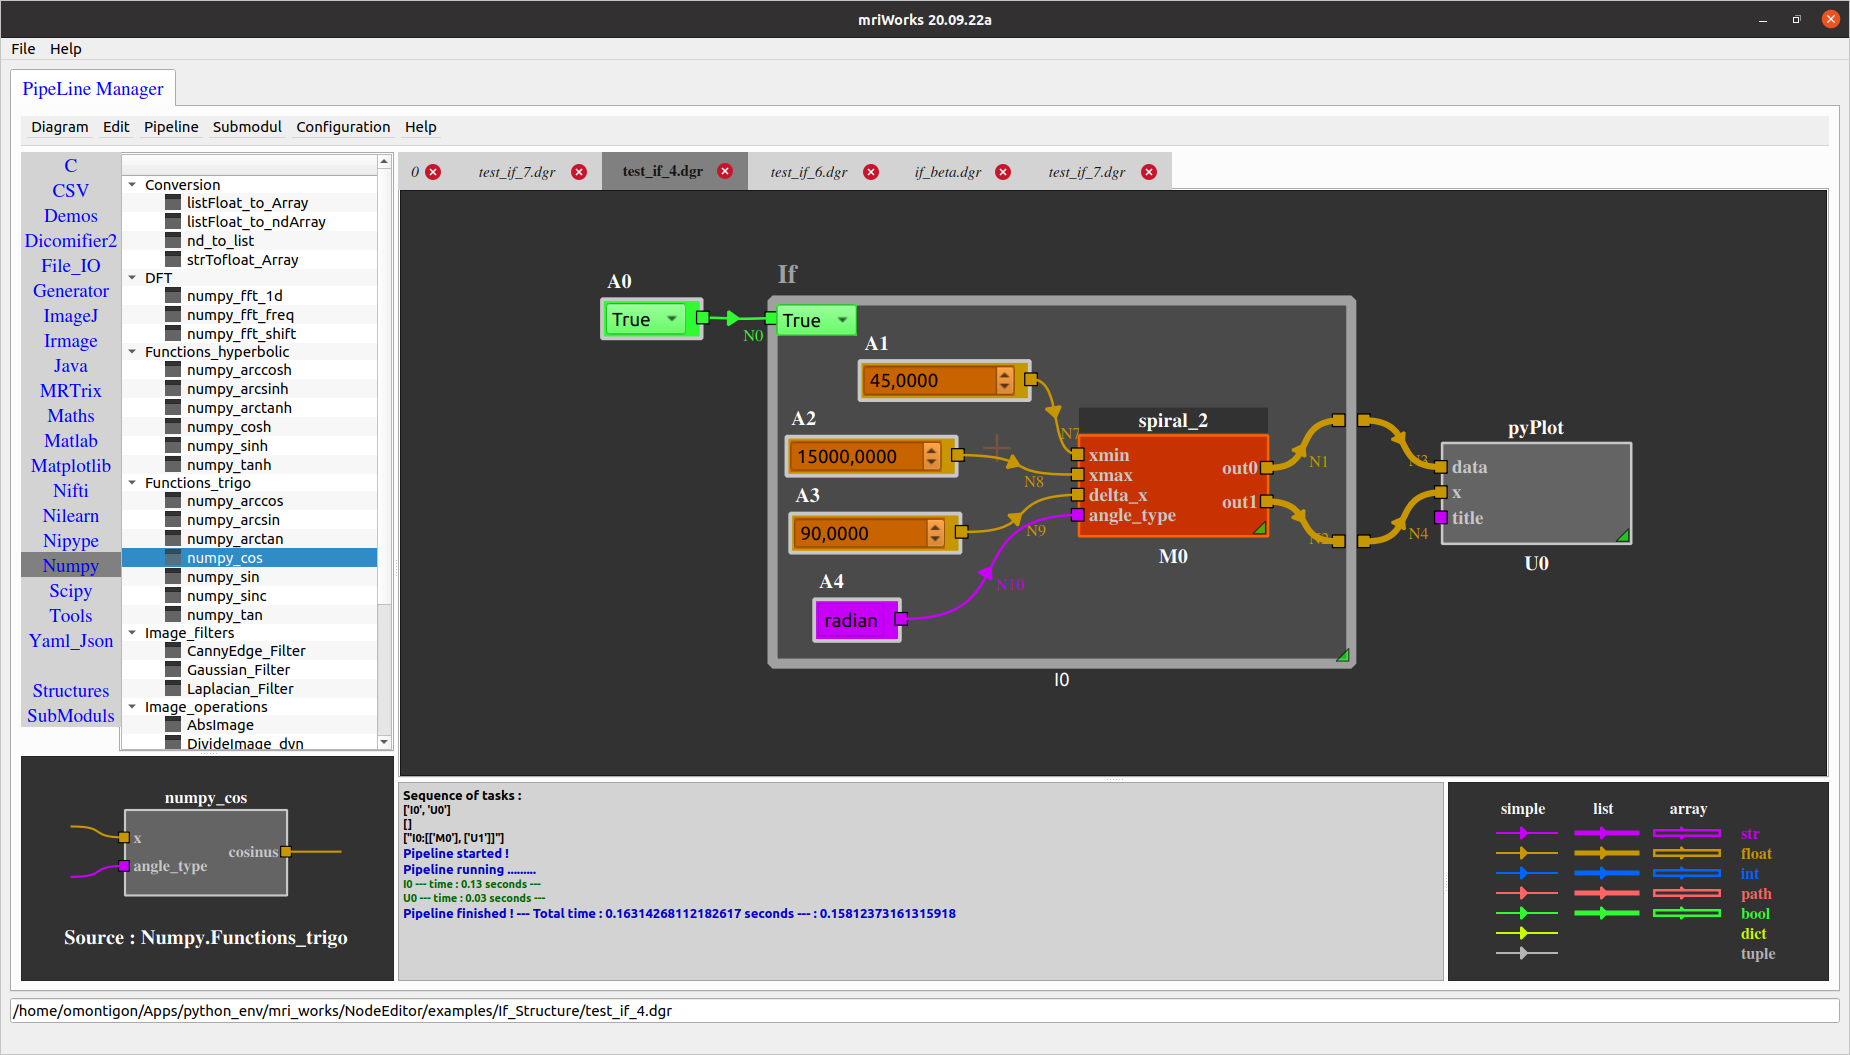 mriWorks 20.09.22a
File Help
PipeLine Manager
Diagram Edit Pipeline Submodul Configuration Help
C
CSV
Demos
Dicomifier2
File_IO
Generator
ImageJ
Irmage
Java
MRTrix
Maths
Matlab
Matplotlib
Nifti
Nilearn
Nipype
Numpy
Scipy
Tools
Yaml_Json
Structures
SubModuls
Conversion
listFloat_to_Array
listFloat_to_ndArray
nd_to_list
strTofloat_Array
DFT
numpy_fft_1d
numpy_fft_freq
numpy_fft_shift
Functions_hyperbolic
numpy_arccosh
numpy_arcsinh
numpy_arctanh
numpy_cosh
numpy_sinh
numpy_tanh
Functions_trigo
numpy_arccos
numpy_arcsin
numpy_arctan
numpy_cos
numpy_sin
numpy_sinc
numpy_tan
Image_filters
CannyEdge_Filter
Gaussian_Filter
Laplacian_Filter
Image_operations
AbsImage
DivideImage_dyn
0 test_if_7.dgr test_if_4.dgr test_if_6.dgr if_beta.dgr test_if_7.dgr
If
A0
True
N0
True
A1
45,0000
A2
15000,0000
A3
90,0000
A4
radian
N7
N8
N9
N10
spiral_2
xmin
xmax
delta_x
angle_type
out0
out1
M0
N1
N2
I0
N3
N4
pyPlot
data
x
title
U0
numpy_cos
x
angle_type
cosinus
Source : Numpy.Functions_trigo
Sequence of tasks :
['I0', 'U0']
[]
["I0:[['M0'], ['U1']]"]
Pipeline started !
Pipeline running .........
I0 --- time : 0.13 seconds ---
U0 --- time : 0.03 seconds ---
Pipeline finished ! --- Total time : 0.16314268112182617 seconds --- : 0.15812373161315918
simple list array
str
float
int
path
bool
dict
tuple
/home/omontigon/Apps/python_env/mri_works/NodeEditor/examples/If_Structure/test_if_4.dgr